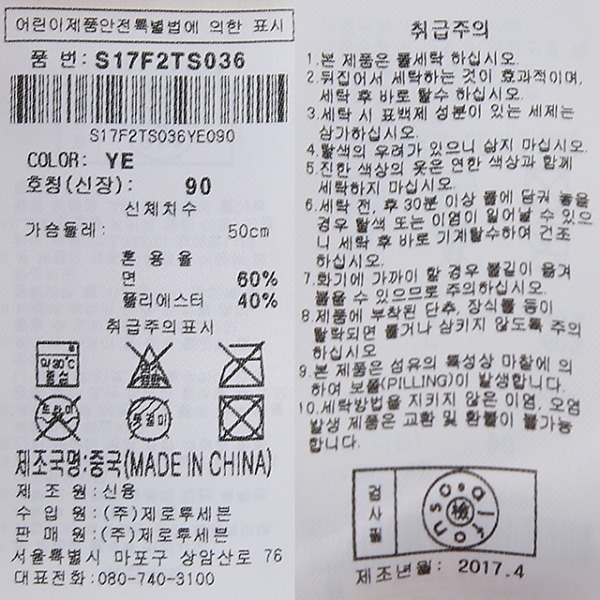 어린이제품안전특별법에 의한 표시
품 번: S17F2TS036
S17F2TS036YE090
COLOR: YE
호칭(신장): 90
신체치수
가슴둘레: 50cm
혼용율
면 60%
폴리에스터 40%
취급주의표시
약30℃
중성
드라이
옷걸이
제조국명:중국(MADE IN CHINA)
제 조 원:신용
수 입 원:(주)제로투세븐
판 매 원:(주)제로투세븐
서울특별시 마포구 상암산로 76
대표전화:080-740-3100
취급주의
1.본 제품은 물세탁 하십시오.
2.뒤집어서 세탁하는 것이 효과적이며,
세탁 후 바로 탈수 하십시오.
3.세탁 시 표백제 성분이 있는 세제는
삼가하십시오.
4.탈색의 우려가 있으니 삶지 마십시오.
5.진한 색상의 옷은 연한 색상과 함께
세탁하지 마십시오.
6.세탁 전, 후 30분 이상 물에 담궈 놓을
경우 탈색 또는 이염이 일어날 수 있으
니 세탁 후 바로 기계탈수하여 건조
하십시오.
7.화기에 가까이 할 경우 불길이 옮겨
붙을 수 있으므로 주의하십시오.
8.제품에 부착된 단추, 장식물 등이
탈락되면 물거나 삼키지 않도록 주의
하십시오
9.본 제품은 섬유의 특성상 마찰에 의
하여 보풀(PILLING)이 발생합니다.
10.세탁방법을 지키지 않은 이염, 오염
발생 제품은 교환 및 환불이 불가능
합니다.
검사필
檢
제조년월: 2017.4